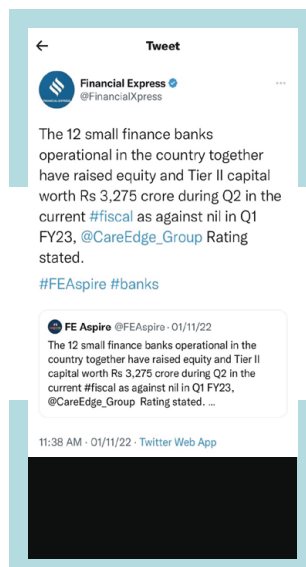 Tweet
Financial Express
@FinancialXpress
The 12 small finance banks
operational in the country together
have raised equity and Tier II capital
worth Rs 3,275 crore during Q2 in the
current #fiscal as against nil in Q1
FY23, @CareEdge_Group Rating
stated.
#FEAspire #banks
FE Aspire @FEAspire · 01/11/22
The 12 small finance banks operational in the
country together have raised equity and Tier II
capital worth Rs 3,275 crore during Q2 in the
current #fiscal as against nil in Q1 FY23,
@CareEdge_Group Rating stated. ...
11:38 AM · 01/11/22 · Twitter Web App